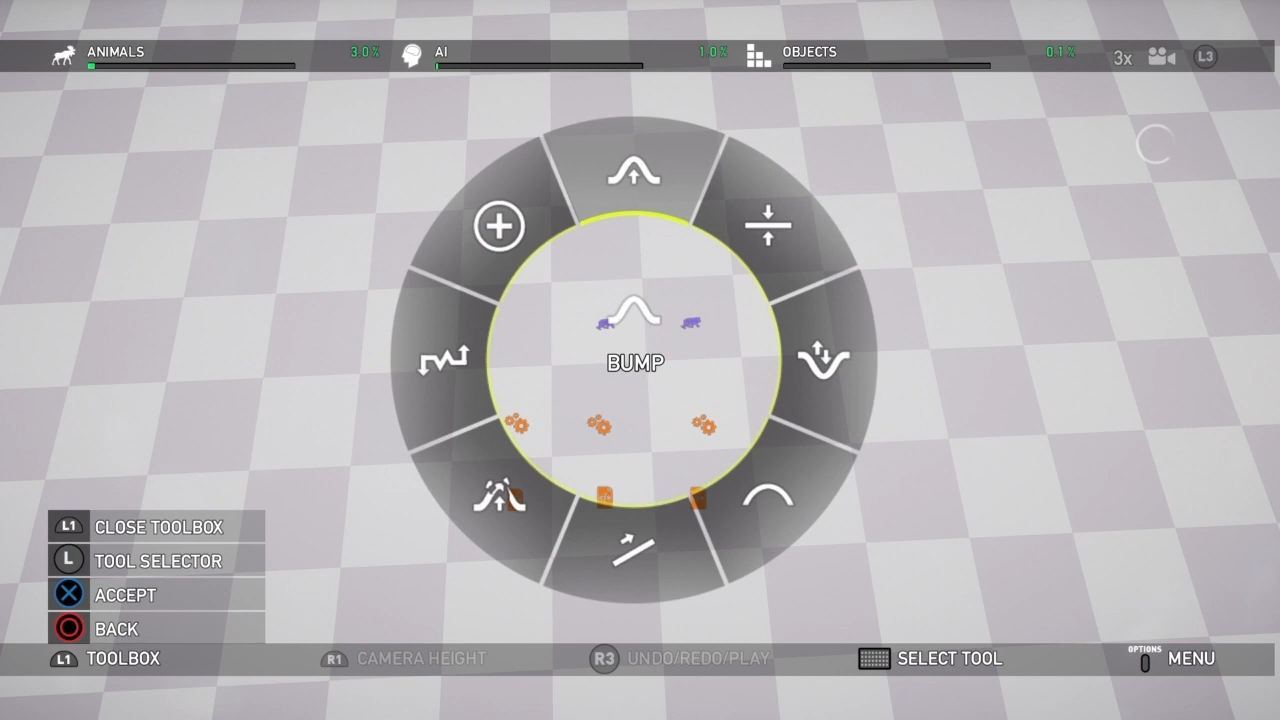 ANIMALS 3.0%
AI 1.0%
OBJECTS 0.1%
3x L3
BUMP
L1 CLOSE TOOLBOX
L TOOL SELECTOR
ACCEPT
BACK
L1 TOOLBOX
R1 CAMERA HEIGHT
R3 UNDO/REDO/PLAY
SELECT TOOL
OPTIONS
MENU